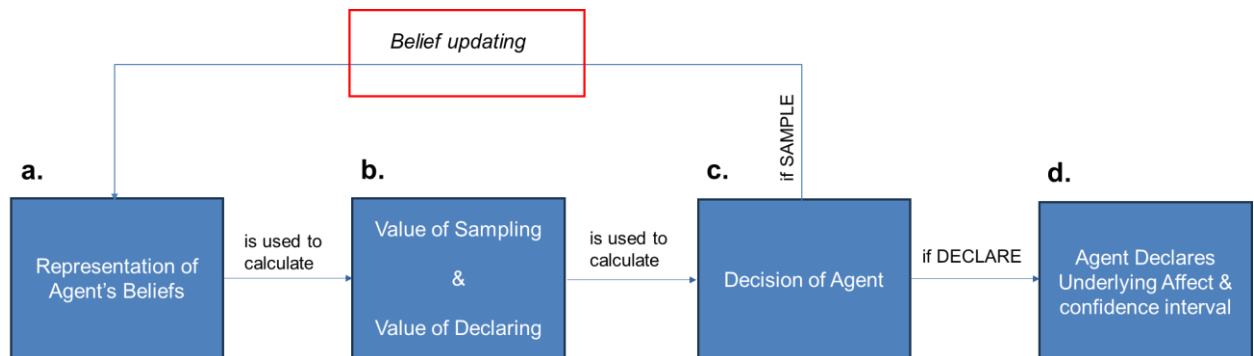 Belief updating
if SAMPLE
a.
b.
c.
d.
Representation of
Agent's Beliefs
is used to
calculate
Value of Sampling
&
Value of Declaring
is used to
calculate
Decision of Agent
if DECLARE
Agent Declares
Underlying Affect &
confidence interval